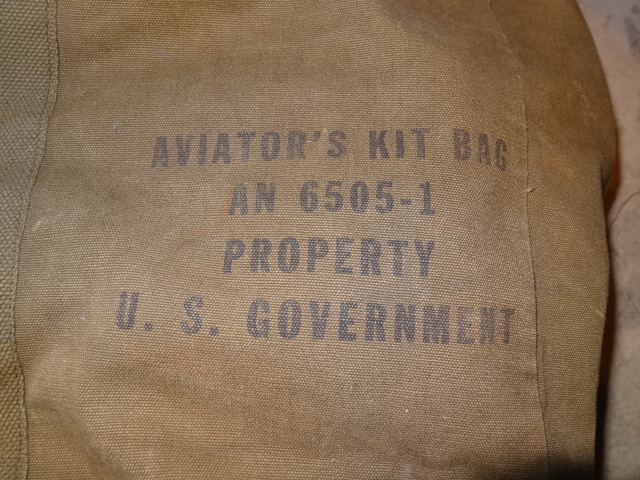 AVIATOR'S KIT BAG
AN 6505-1
PROPERTY
U. S. GOVERNMENT